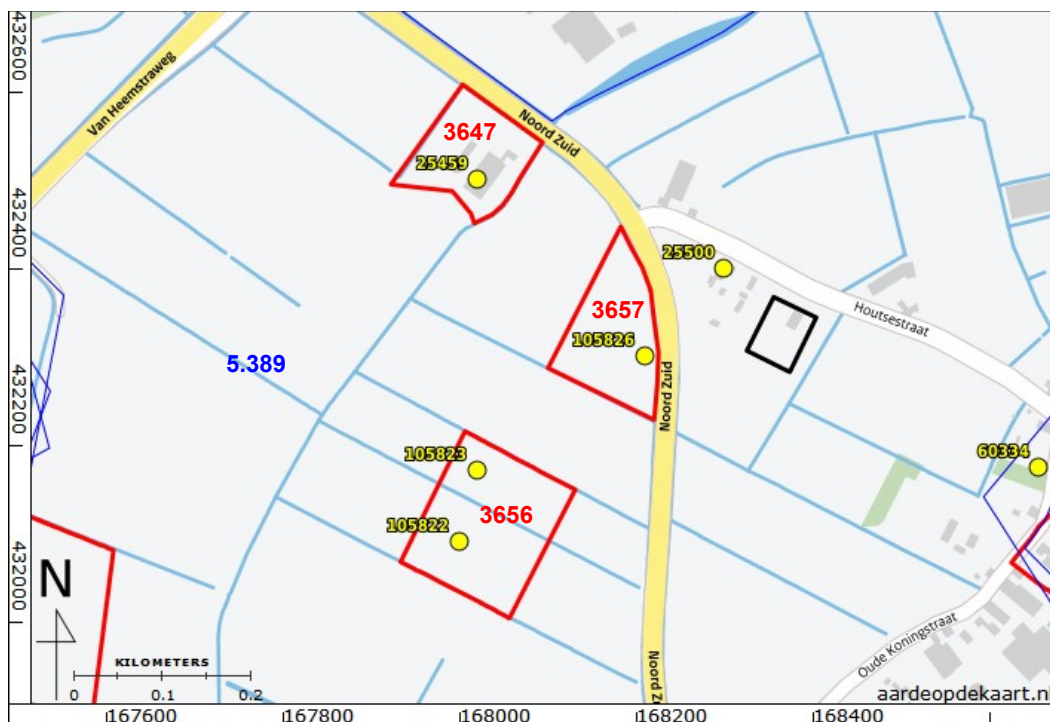 432600
432400
432200
432000
Van Heemstraweg
Noord Zuid
3647
25459
25500
3657
105826
Houtsestraat
5.389
Noord Zuid
105823
60334
3656
105822
N
KILOMETERS
0 0.1 0.2
Oude Koningstraat
Noord Z
aardeopdekaart.nl
167600 167800 168000 168200 168400